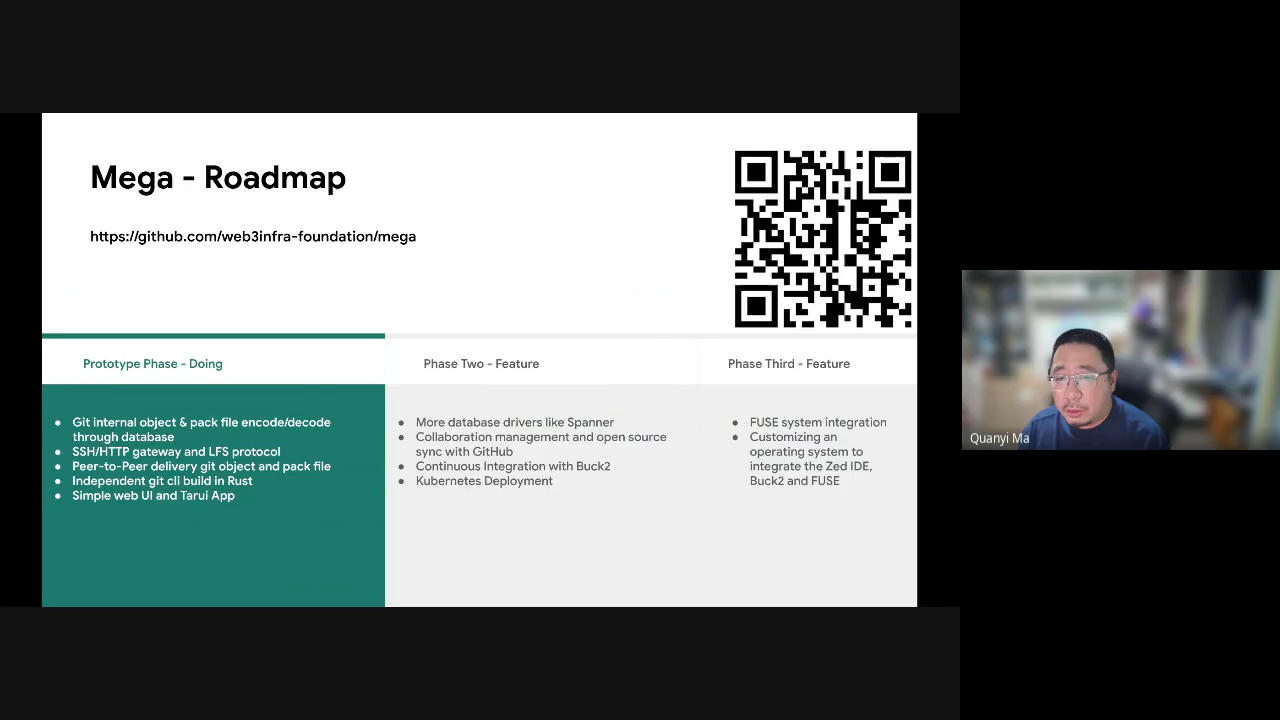 Mega - Roadmap
https://github.com/web3infra-foundation/mega
Prototype Phase - Doing
● Git internal object & pack file encode/decode
through database
● SSH/HTTP gateway and LFS protocol
● Peer-to-Peer delivery git object and pack file
● Independent git cli build in Rust
● Simple web UI and Tarui App
Phase Two - Feature
● More database drivers like Spanner
● Collaboration management and open source
sync with GitHub
● Continuous Integration with Buck2
● Kubernetes Deployment
Phase Third - Feature
● FUSE system integration
● Customizing an
operating system to
integrate the Zed IDE,
Buck2 and FUSE
Quanyi Ma